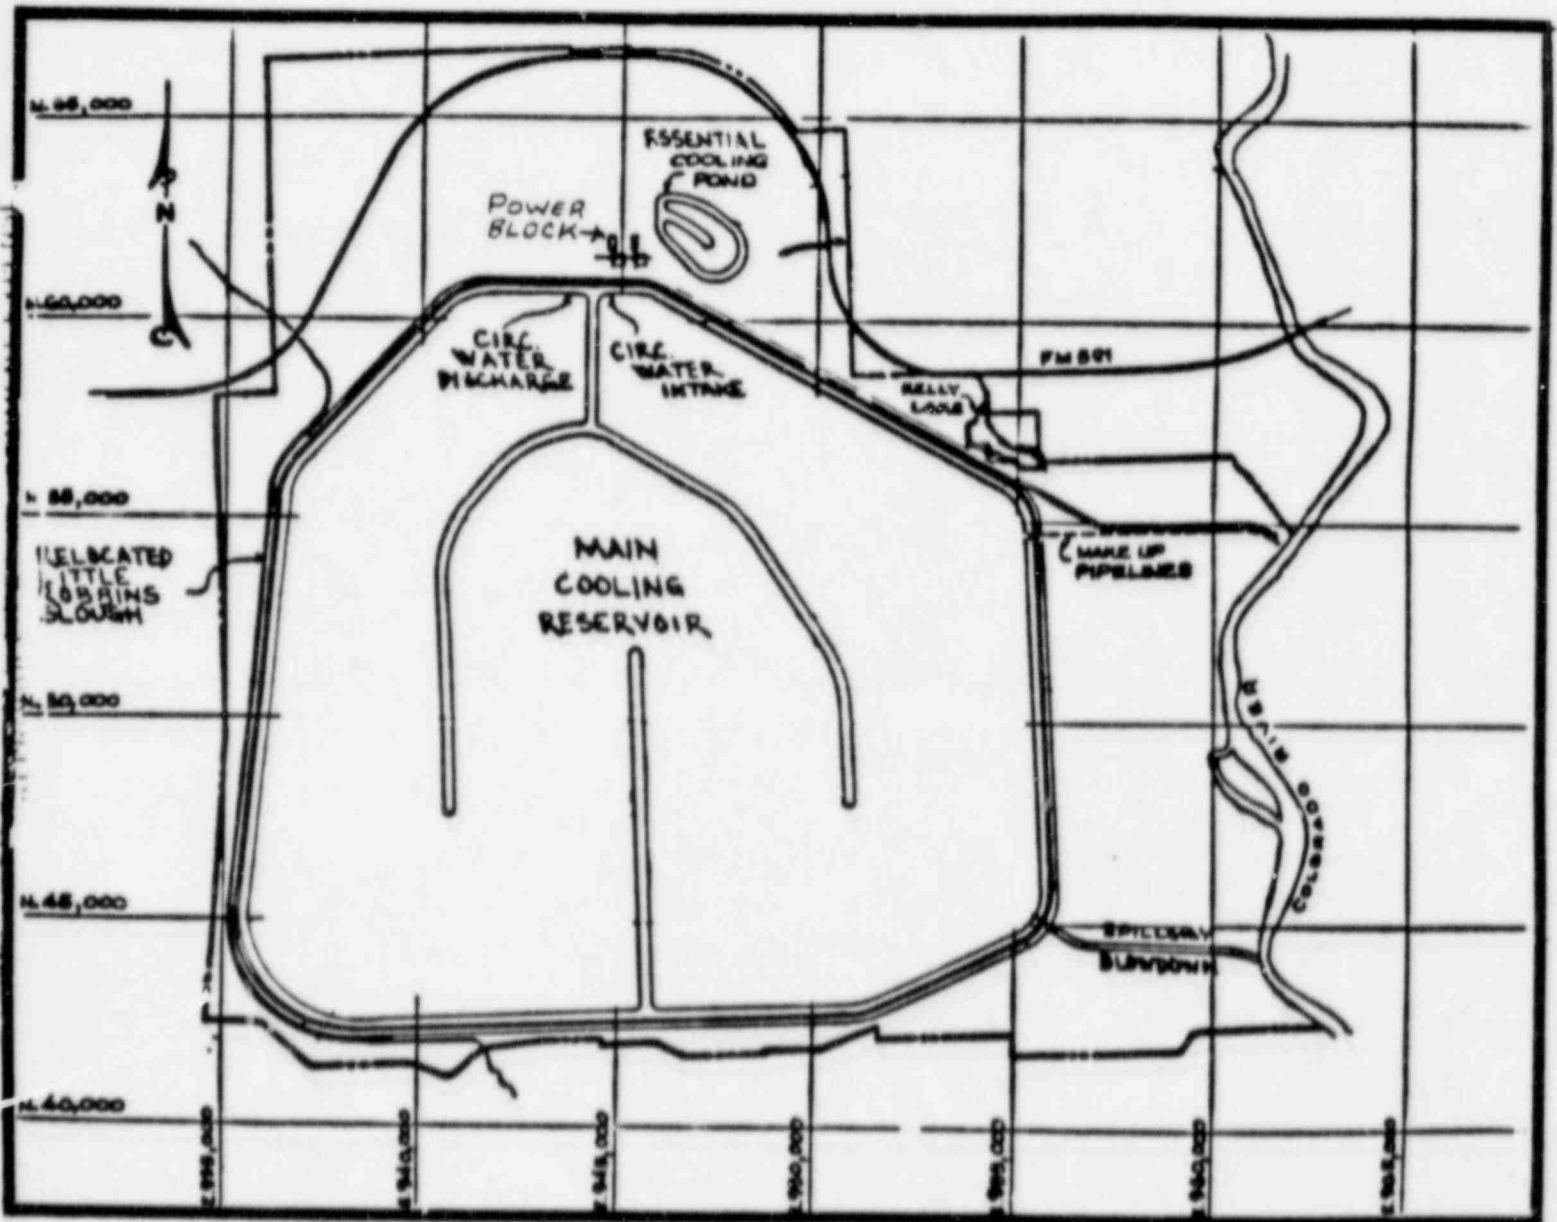 N. 65,000
ESSENTIAL
COOLING
POND
POWER
BLOCK
N
N. 60,000
CIRC.
WATER
DISCHARGE
CIRC.
WATER
INTAKE
FM 521
KELLY
N 55,000
RELOCATED
LITTLE
ROBBINS
SLOUGH
MAIN
COOLING
RESERVOIR
MAKE UP
PIPELINES
N. 50,000
COLORADO RIVER
N. 45,000
SPILLWAY
BLOWDOWN
N. 40,000